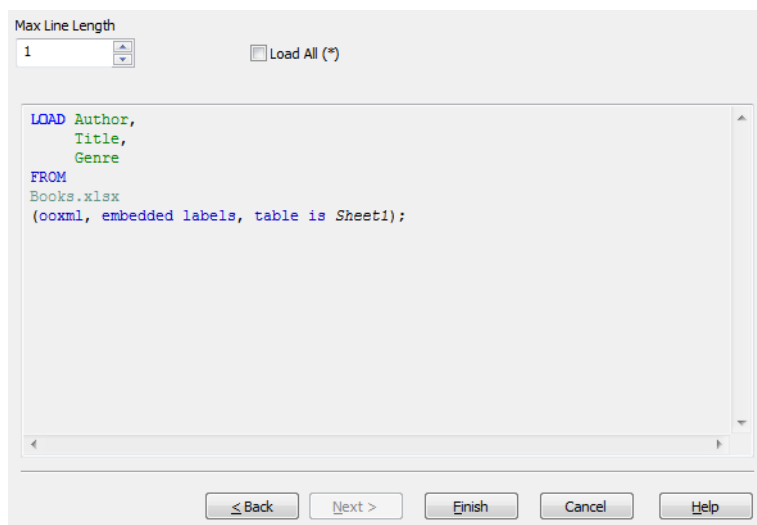 Max Line Length
1
Load All (*)
LOAD Author,
Title,
Genre
FROM
Books.xlsx
(ooxml, embedded labels, table is Sheet1);
< Back Next > Finish Cancel Help